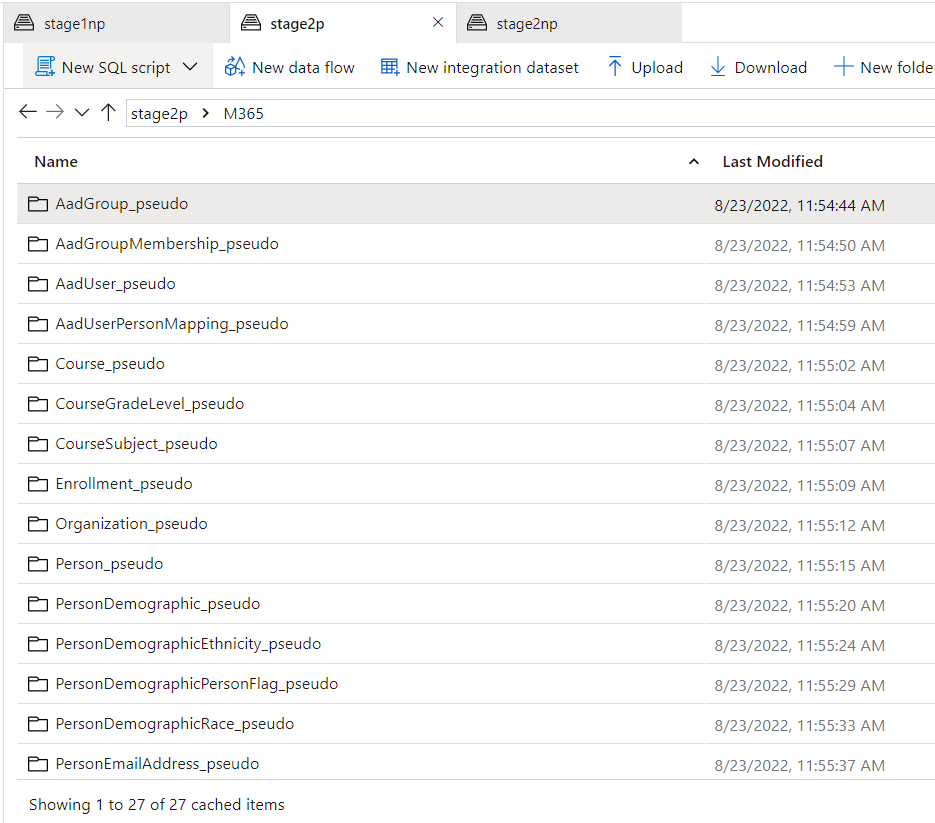 stage1np stage2p stage2np
New SQL script New data flow New integration dataset Upload Download New folde
stage2p M365
Name Last Modified
AadGroup_pseudo 8/23/2022, 11:54:44 AM
AadGroupMembership_pseudo 8/23/2022, 11:54:50 AM
AadUser_pseudo 8/23/2022, 11:54:53 AM
AadUserPersonMapping_pseudo 8/23/2022, 11:54:59 AM
Course_pseudo 8/23/2022, 11:55:02 AM
CourseGradeLevel_pseudo 8/23/2022, 11:55:04 AM
CourseSubject_pseudo 8/23/2022, 11:55:07 AM
Enrollment_pseudo 8/23/2022, 11:55:09 AM
Organization_pseudo 8/23/2022, 11:55:12 AM
Person_pseudo 8/23/2022, 11:55:15 AM
PersonDemographic_pseudo 8/23/2022, 11:55:20 AM
PersonDemographicEthnicity_pseudo 8/23/2022, 11:55:24 AM
PersonDemographicPersonFlag_pseudo 8/23/2022, 11:55:29 AM
PersonDemographicRace_pseudo 8/23/2022, 11:55:33 AM
PersonEmailAddress_pseudo 8/23/2022, 11:55:37 AM
Showing 1 to 27 of 27 cached items